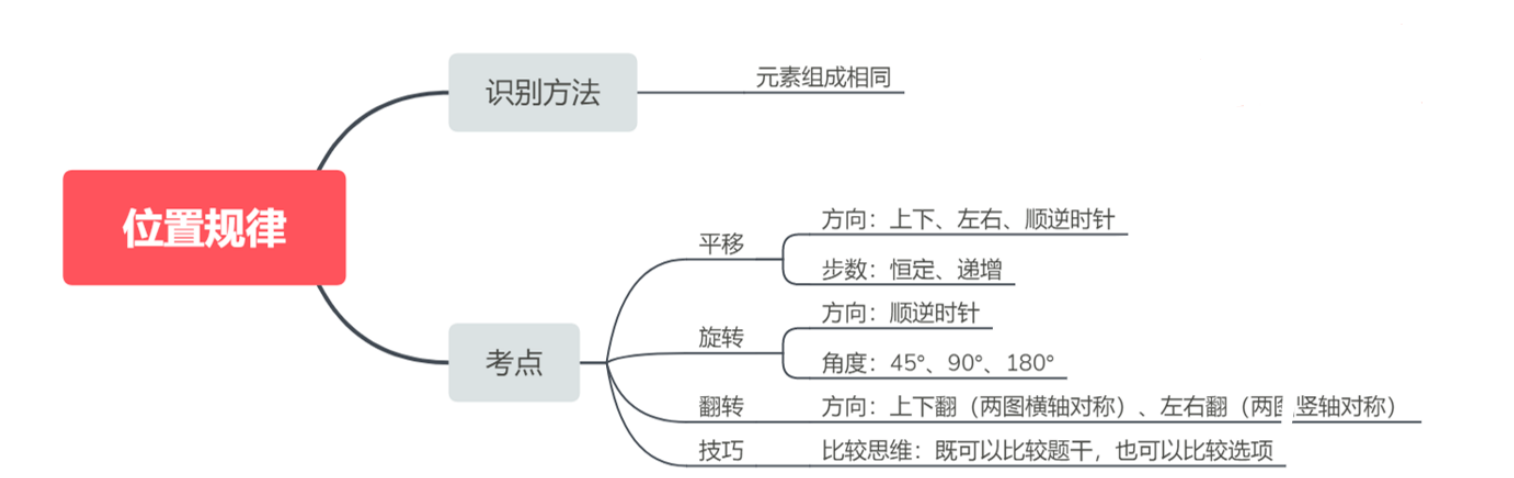 识别方法
元素组成相同
位置规律
考点
平移
方向：上下、左右、顺逆时针
步数：恒定、递增
旋转
方向：顺逆时针
角度：45°、90°、180°
翻转
方向：上下翻（两图横轴对称）、左右翻（两图竖轴对称）
技巧
比较思维：既可以比较题干，也可以比较选项